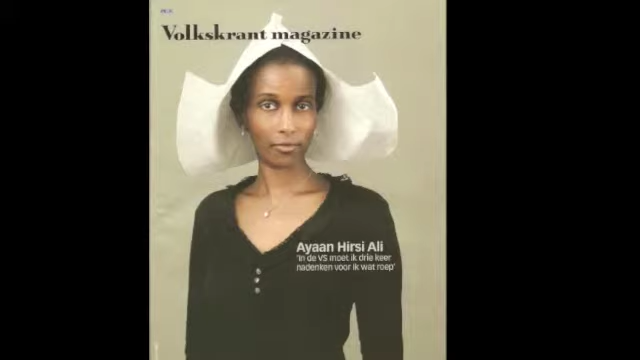 Volkskrant magazine
Ayaan Hirsi Ali
'In de VS moet ik drie keer
nadenken voor ik wat roep'